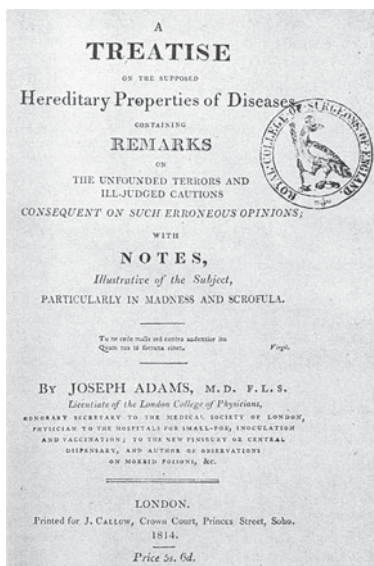 A
TREATISE
ON THE SUPPOSED
Hereditary Properties of Diseases
CONTAINING
REMARKS
ON
THE UNFOUNDED TERRORS AND
ILL-JUDGED CAUTIONS
CONSEQUENT ON SUCH ERRONEOUS OPINIONS;
WITH
NOTES,
Illustrative of the Subject,
PARTICULARLY IN MADNESS AND SCROFULA.
Tu ne cede malis sed contra audentior ito
Quam tua te fortuna sinet. Virgil.
BY JOSEPH ADAMS, M.D. F.L.S.
Licentiate of the London College of Physicians,
HONORARY SECRETARY TO THE MEDICAL SOCIETY OF LONDON,
PHYSICIAN TO THE HOSPITALS FOR SMALL-POX, INOCULATION
AND VACCINATION; TO THE NEW FINSBURY OR CENTRAL
DISPENSARY, AND AUTHOR OF OBSERVATIONS
ON MORBID POISONS, &c.
LONDON.
Printed for J. CALLOW, Crown Court, Princes Street, Soho.
1814.
Price 5s. 6d.
ROYAL COLLEGE OF SURGEONS OF ENGLAND